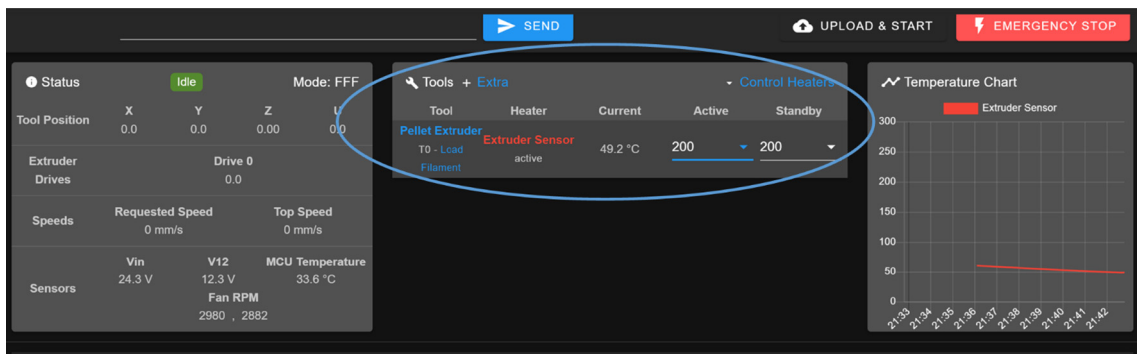 SEND
UPLOAD & START
EMERGENCY STOP
Status
Idle
Mode: FFF
Tool Position
X Y Z U
0.0 0.0 0.00 0.0
Extruder Drives
Drive 0
0.0
Speeds
Requested Speed Top Speed
0 mm/s 0 mm/s
Sensors
Vin V12 MCU Temperature
24.3 V 12.3 V 33.6 °C
Fan RPM
2980 , 2882
Tools + Extra
Control Heaters
Tool Heater Current Active Standby
Pellet Extruder
T0 - Load
Filament
Extruder Sensor
active
49.2 °C
200
200
Temperature Chart
Extruder Sensor
300
250
200
150
100
50
0
21:33 21:34 21:35 21:36 21:37 21:38 21:39 21:40 21:41 21:42